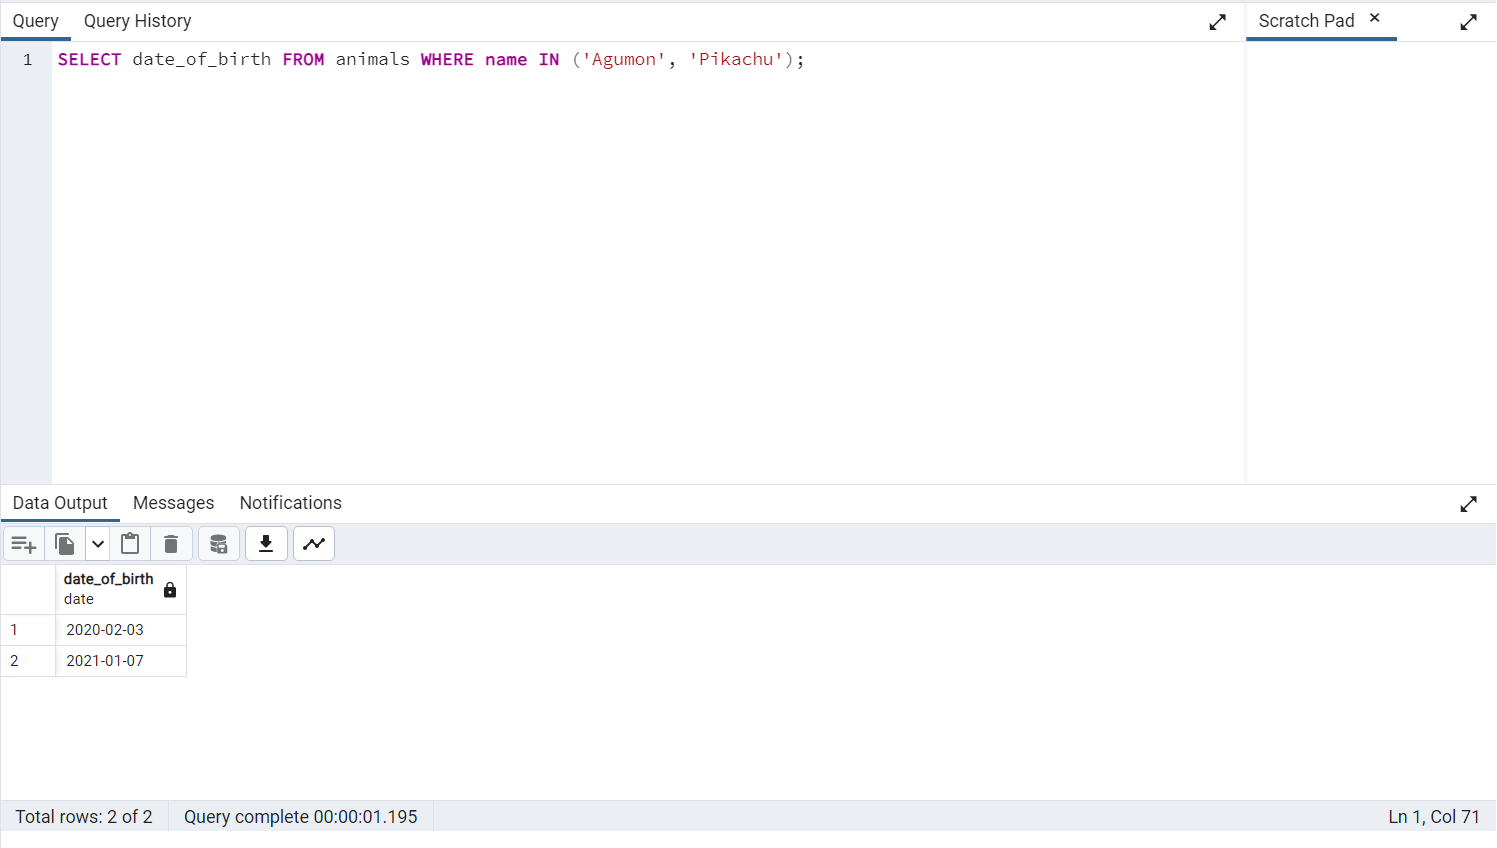 Query Query History Scratch Pad
1 SELECT date_of_birth FROM animals WHERE name IN ('Agumon', 'Pikachu');
Data Output Messages Notifications
date_of_birth
date
1 2020-02-03
2 2021-01-07
Total rows: 2 of 2 Query complete 00:00:01.195 Ln 1, Col 71